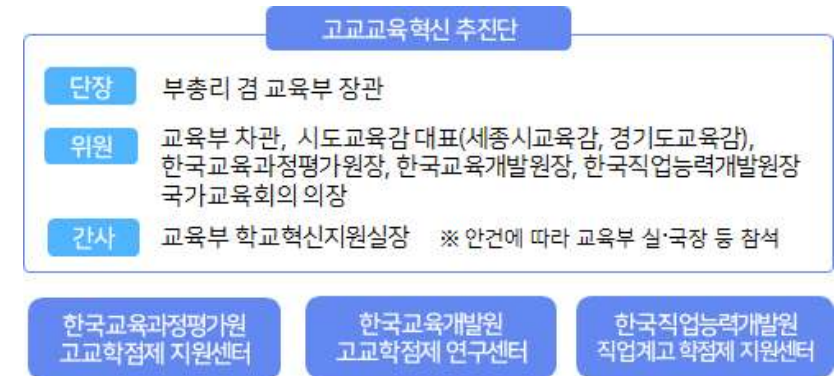 고교교육혁신 추진단
단장 부총리 겸 교육부 장관
위원 교육부 차관, 시도교육감 대표(세종시교육감, 경기도교육감),
한국교육과정평가원장, 한국교육개발원장, 한국직업능력개발원장
국가교육회의 의장
간사 교육부 학교혁신지원실장 ※ 안건에 따라 교육부 실·국장 등 참석
한국교육과정평가원
고교학점제 지원센터
한국교육개발원
고교학점제 연구센터
한국직업능력개발원
직업계고 학점제 지원센터